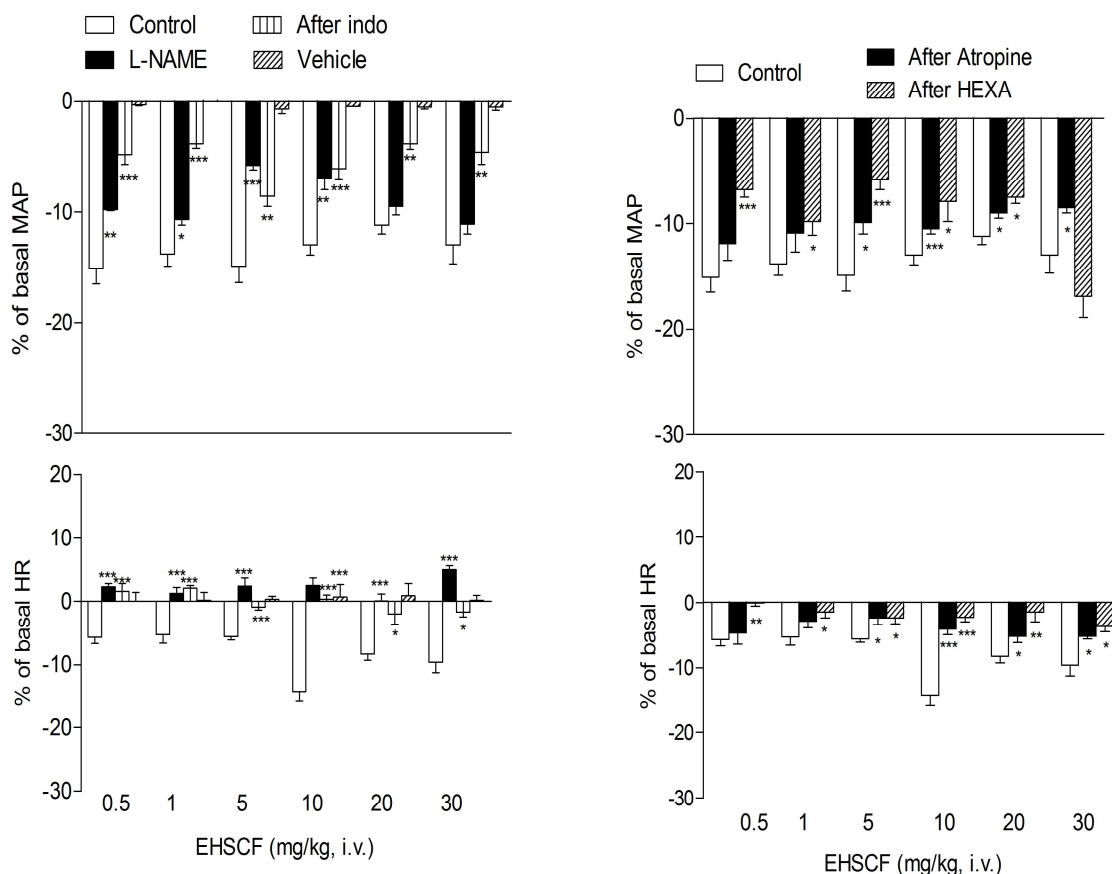 Control
After indo
L-NAME
Vehicle
0
-10
-20
-30
% of basal MAP
** *** * *** *** ** ** *** ** **
20
10
0
-10
-20
-30
% of basal HR
*** *** *** *** *** *** *** *** *** * *** *
0.5 1 5 10 20 30
EHSCF (mg/kg, i.v.)
Control
After Atropine
After HEXA
0
-10
-20
-30
% of basal MAP
*** * * *** *** * * * *
20
10
0
-10
-20
-30
% of basal HR
** * * * *** *** * ** * *
0.5 1 5 10 20 30
EHSCF (mg/kg, i.v.)